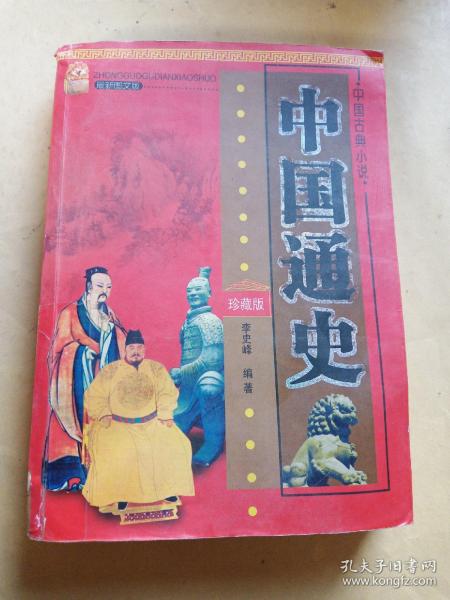 ZHONGGUOGUDIANXIAOSHUO
最新图文版
·中国古典小说·
中国通史
珍藏版
李史峰 编著
孔夫子旧书网
www.kongfz.com